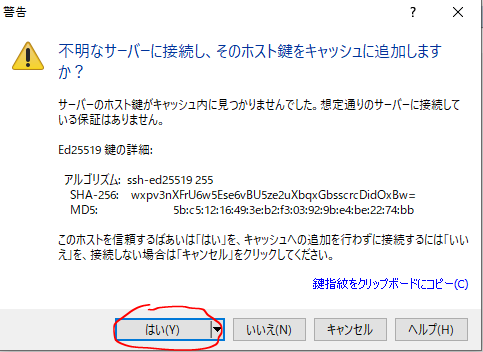 警告
不明なサーバーに接続し、そのホスト鍵をキャッシュに追加します
か？
サーバーのホスト鍵がキャッシュ内に見つかりませんでした。想定通りのサーバーに接続して
いる保証はありません。
Ed25519 鍵の詳細:
アルゴリズム: ssh-ed25519 255
SHA-256: wxpv3nXFrU6w5Ese6vBU5ze2uXbqxGbsscrcDidOxBw=
MD5: 5b:c5:12:16:49:3e:b2:f3:03:92:9b:e4:be:22:74:bb
このホストを信頼するばあいは「はい」を、キャッシュへの追加を行わずに接続するには「いい
え」を、接続しない場合は「キャンセル」をクリックしてください。
鍵指紋をクリップボードにコピー(C)
はい(Y) いいえ(N) キャンセル ヘルプ(H)